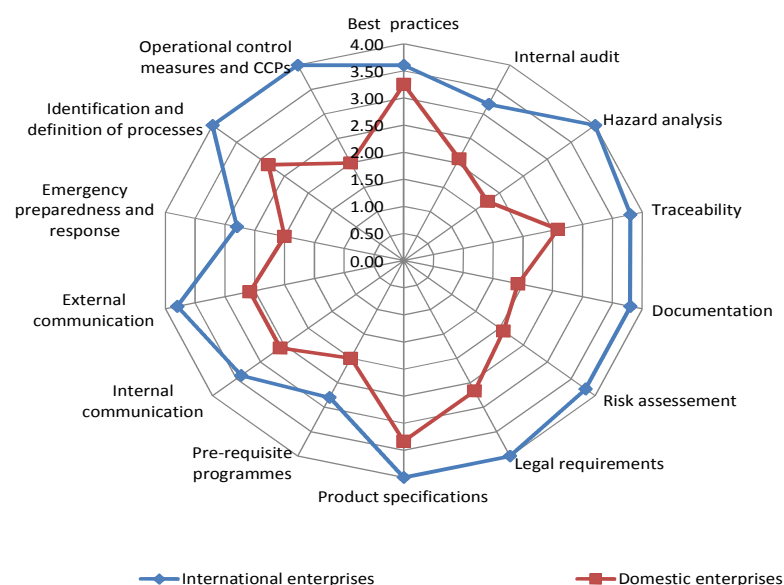 Best practices
Internal audit
Hazard analysis
Traceability
Documentation
Risk assessement
Legal requirements
Product specifications
Pre-requisite
programmes
Internal
communication
External
communication
Emergency
preparedness and
response
Identification and
definition of processes
Operational control
measures and CCPs
4.00
3.50
3.00
2.50
2.00
1.50
1.00
0.50
0.00
International enterprises
Domestic enterprises